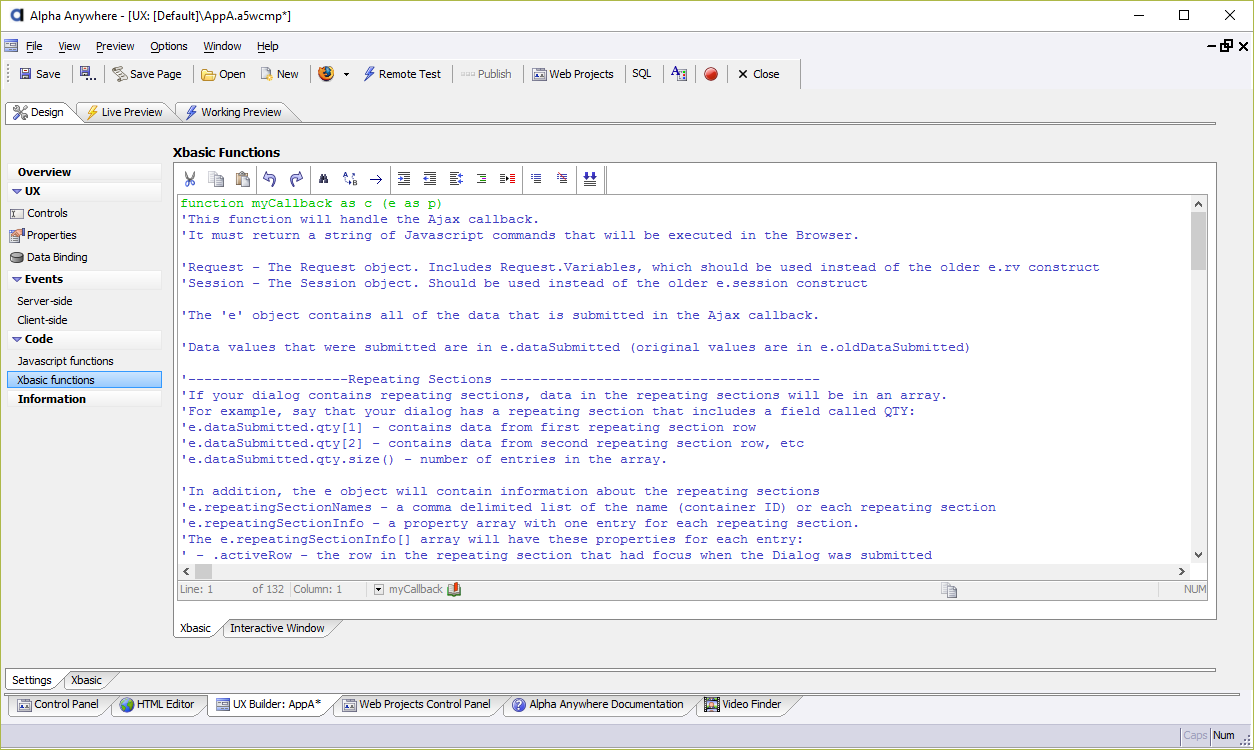 Alpha Anywhere - [UX: [Default]\AppA.a5wcmp*]
File View Preview Options Window Help
Save Save Page Open New Remote Test Publish Web Projects SQL Close
Design Live Preview Working Preview
Overview
UX
Controls
Properties
Data Binding
Events
Server-side
Client-side
Code
Javascript functions
Xbasic functions
Information
Xbasic Functions
function myCallback as c (e as p)
'This function will handle the Ajax callback.
'It must return a string of Javascript commands that will be executed in the Browser.
'Request - The Request object. Includes Request.Variables, which should be used instead of the older e.rv construct
'Session - The Session object. Should be used instead of the older e.session construct
'The 'e' object contains all of the data that is submitted in the Ajax callback.
'Data values that were submitted are in e.dataSubmitted (original values are in e.oldDataSubmitted)
'--------------------Repeating Sections ----------------------------------------
'If your dialog contains repeating sections, data in the repeating sections will be in an array.
'For example, say that your dialog has a repeating section that includes a field called QTY:
'e.dataSubmitted.qty[1] - contains data from first repeating section row
'e.dataSubmitted.qty[2] - contains data from second repeating section row, etc
'e.dataSubmitted.qty.size() - number of entries in the array.
'In addition, the e object will contain information about the repeating sections
'e.repeatingSectionNames - a comma delimited list of the name (container ID) or each repeating section
'e.repeatingSectionInfo - a property array with one entry for each repeating section.
'The e.repeatingSectionInfo[] array will have these properties for each entry:
' - .activeRow - the row in the repeating section that had focus when the Dialog was submitted
Line: 1 of 132 Column: 1 myCallback NUM
Xbasic Interactive Window
Settings Xbasic
Control Panel HTML Editor UX Builder: AppA* Web Projects Control Panel Alpha Anywhere Documentation Video Finder
Caps Num